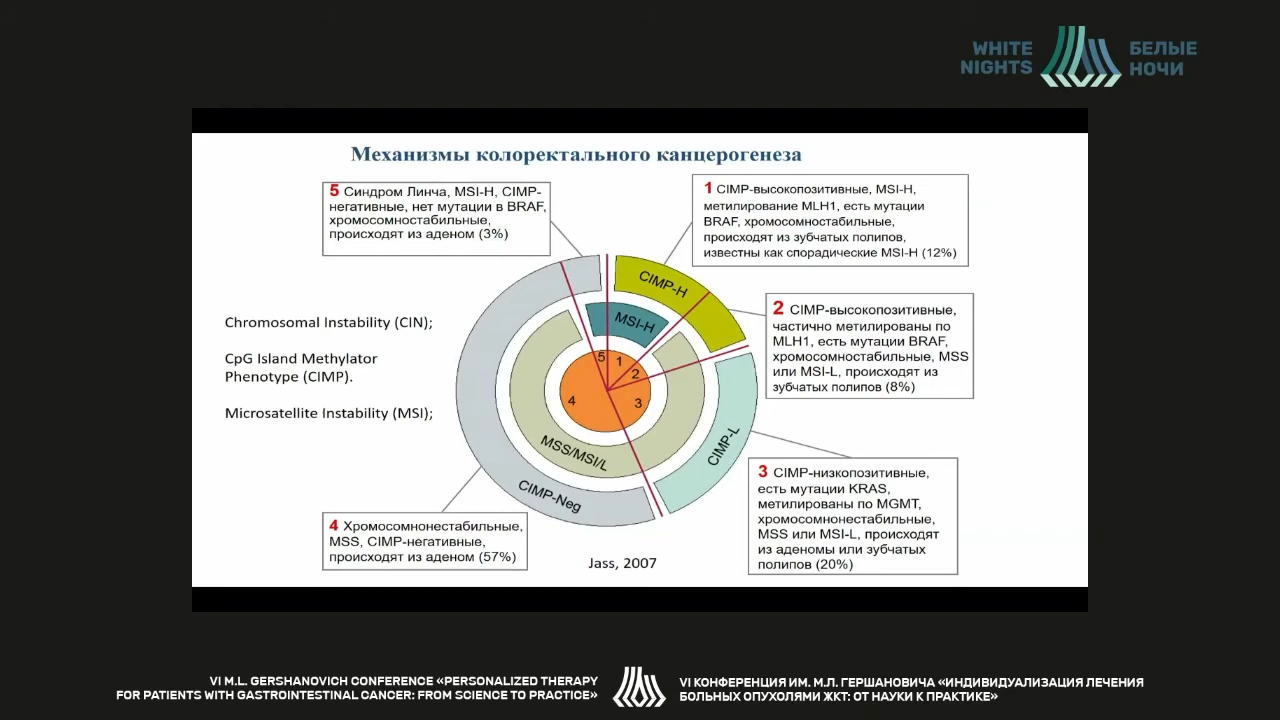 WHITE
NIGHTS
БЕЛЫЕ
НОЧИ
Механизмы колоректального канцерогенеза
5 Синдром Линча, MSI-H, CIMP-
негативные, нет мутации в BRAF,
хромосомностабильные,
происходят из аденом (3%)
1 CIMP-высокопозитивные, MSI-H,
метилирование MLH1, есть мутации
BRAF, хромосомностабильные,
происходят из зубчатых полипов,
известны как спорадические MSI-H (12%)
2 CIMP-высокопозитивные,
частично метилированы по
MLH1, есть мутации BRAF,
хромосомностабильные, MSS
или MSI-L, происходят из
зубчатых полипов (8%)
Chromosomal Instability (CIN);
CpG Island Methylator
Phenotype (CIMP).
Microsatellite Instability (MSI);
CIMP-H
MSI-H
5
1
2
4
3
MSS/MSI/L
CIMP-L
CIMP-Neg
3 CIMP-низкопозитивные,
есть мутации KRAS,
метилированы по MGMT,
хромосомнонестабильные,
MSS или MSI-L, происходят
из аденомы или зубчатых
полипов (20%)
4 Хромосомнонестабильные,
MSS, CIMP-негативные,
происходят из аденом (57%)
Jass, 2007
VI M.L. GERSHANOVICH CONFERENCE «PERSONALIZED THERAPY
FOR PATIENTS WITH GASTROINTESTINAL CANCER: FROM SCIENCE TO PRACTICE»
VI КОНФЕРЕНЦИЯ ИМ. М.Л. ГЕРШАНОВИЧА «ИНДИВИДУАЛИЗАЦИЯ ЛЕЧЕНИЯ
БОЛЬНЫХ ОПУХОЛЯМИ ЖКТ: ОТ НАУКИ К ПРАКТИКЕ»